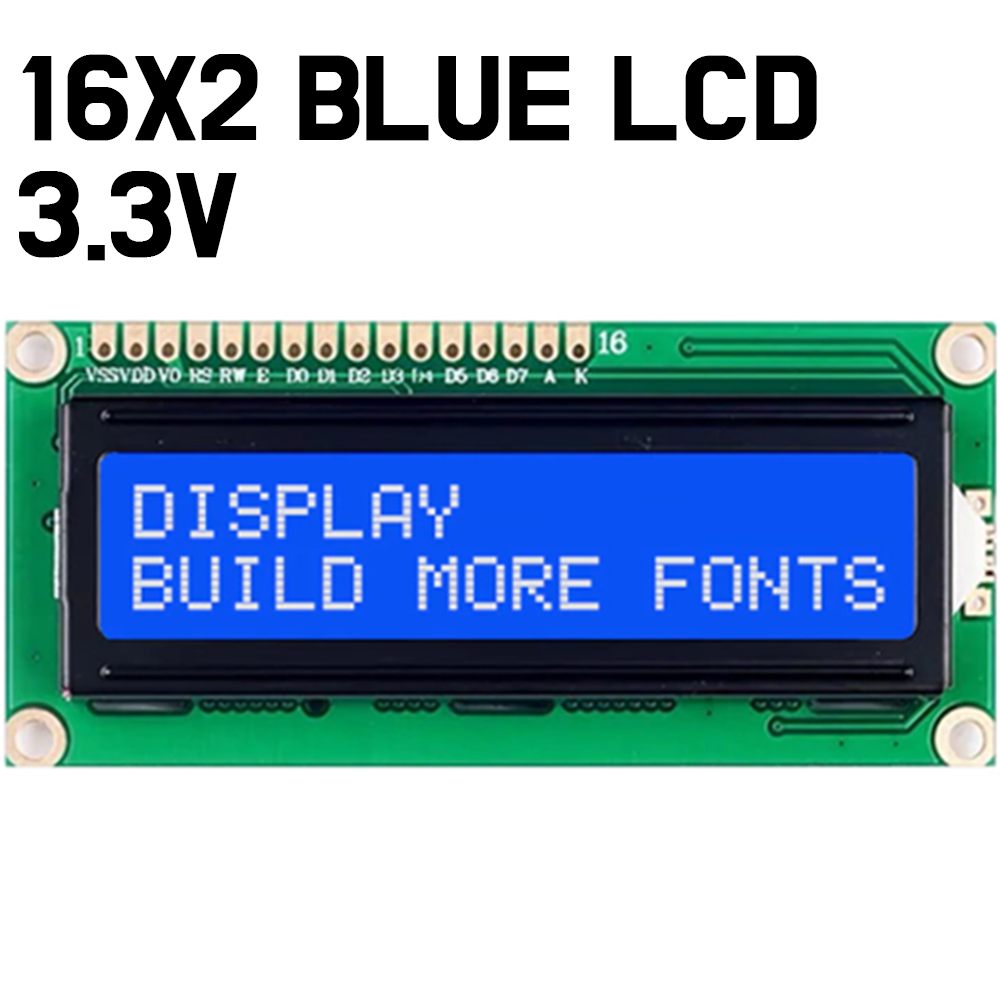 16X2 BLUE LCD
3.3V
1 16
VSS VDD VO RS RW E D0 D1 D2 D3 D4 D5 D6 D7 A K
DISPLAY
BUILD MORE FONTS